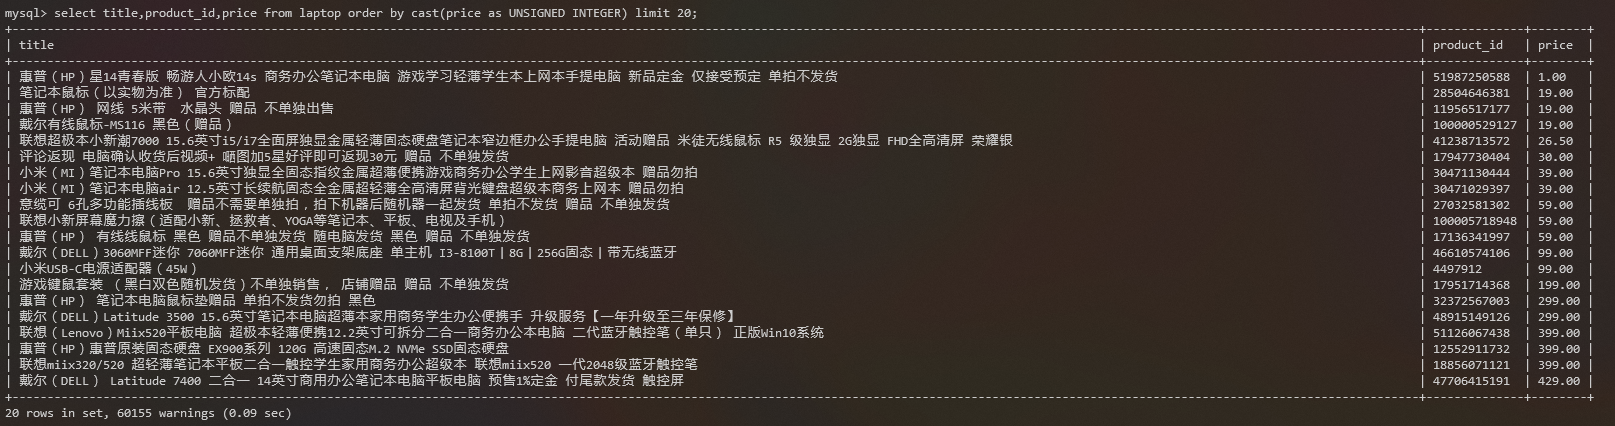 mysql> select title,product_id,price from laptop order by cast(price as UNSIGNED INTEGER) limit 20;
| title | product_id | price |
| 惠普（HP）星14青春版 畅游人小欧14s 商务办公笔记本电脑 游戏学习轻薄学生本上网本手提电脑 新品定金 仅接受预定 单拍不发货 | 51987250588 | 1.00 |
| 笔记本鼠标（以实物为准） 官方标配 | 28504646381 | 19.00 |
| 惠普（HP） 网线 5米带 水晶头 赠品 不单独出售 | 11956517177 | 19.00 |
| 戴尔有线鼠标-MS116 黑色（赠品） | 100000529127 | 19.00 |
| 联想超极本小新潮7000 15.6英寸i5/i7全面屏独显金属轻薄固态硬盘笔记本窄边框办公手提电脑 活动赠品 米徒无线鼠标 R5 级独显 2G独显 FHD全高清屏 荣耀银 | 41238713572 | 26.50 |
| 评论返现 电脑确认收货后视频+ 晒图加5星好评即可返现30元 赠品 不单独发货 | 17947730404 | 30.00 |
| 小米（MI）笔记本电脑Pro 15.6英寸独显全固态指纹金属超薄便携游戏商务办公学生上网影音超级本 赠品勿拍 | 30471130444 | 39.00 |
| 小米（MI）笔记本电脑air 12.5英寸长续航固态全金属超轻薄全高清屏背光键盘超级本商务上网本 赠品勿拍 | 30471029397 | 39.00 |
| 意缆可 6孔多功能插线板 赠品不需要单独拍，拍下机器后随机器一起发货 单拍不发货 赠品 不单独发货 | 27032581302 | 59.00 |
| 联想小新屏幕魔力擦（适配小新、拯救者、YOGA等笔记本、平板、电视及手机） | 100005718948 | 59.00 |
| 惠普（HP） 有线线鼠标 黑色 赠品不单独发货 随电脑发货 黑色 赠品 不单独发货 | 17136341997 | 59.00 |
| 戴尔（DELL）3060MFF迷你 7060MFF迷你 通用桌面支架底座 单主机 I3-8100T丨8G丨256G固态丨带无线蓝牙 | 46610574106 | 99.00 |
| 小米USB-C电源适配器（45W） | 4497912 | 99.00 |
| 游戏键鼠套装 （黑白双色随机发货）不单独销售， 店铺赠品 赠品 不单独发货 | 17951714368 | 199.00 |
| 惠普（HP） 笔记本电脑鼠标垫赠品 单拍不发货勿拍 黑色 | 32372567003 | 299.00 |
| 戴尔（DELL）Latitude 3500 15.6英寸笔记本电脑超薄本家用商务学生办公便携手 升级服务【一年升级至三年保修】 | 48915149126 | 299.00 |
| 联想（Lenovo）Miix520平板电脑 超极本轻薄便携12.2英寸可拆分二合一商务办公本电脑 二代蓝牙触控笔（单只） 正版Win10系统 | 51126067438 | 399.00 |
| 惠普（HP）惠普原装固态硬盘 EX900系列 120G 高速固态M.2 NVMe SSD固态硬盘 | 12552911732 | 399.00 |
| 联想miix320/520 超轻薄笔记本平板二合一触控学生家用商务办公超级本 联想miix520 一代2048级蓝牙触控笔 | 18856071121 | 399.00 |
| 戴尔（DELL） Latitude 7400 二合一 14英寸商用办公笔记本电脑平板电脑 预售1%定金 付尾款发货 触控屏 | 47706415191 | 429.00 |
20 rows in set, 60155 warnings (0.09 sec)